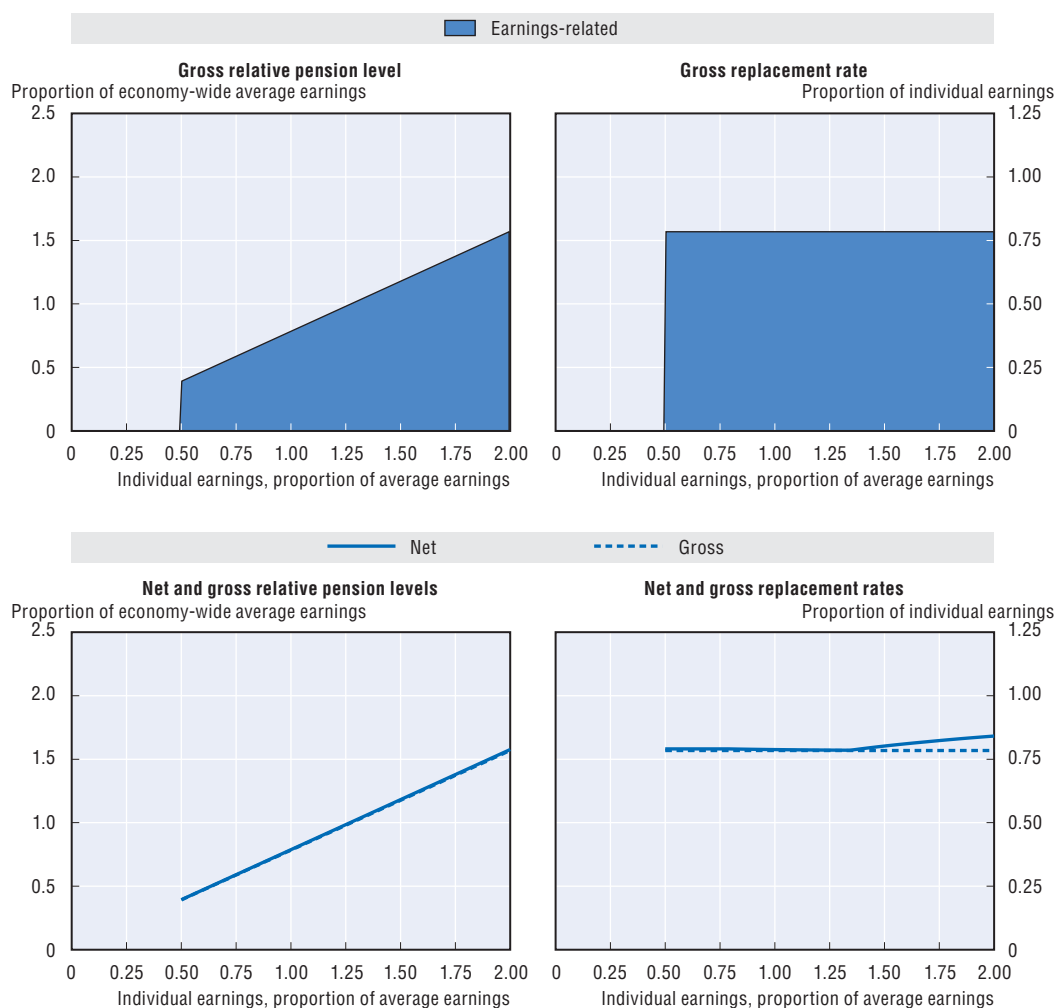 Earnings-related
Gross relative pension level
Proportion of economy-wide average earnings
2.5
2.0
1.5
1.0
0.5
0
0 0.25 0.50 0.75 1.00 1.25 1.50 1.75 2.00
Individual earnings, proportion of average earnings
Gross replacement rate
Proportion of individual earnings
1.25
1.00
0.75
0.50
0.25
0
0 0.25 0.50 0.75 1.00 1.25 1.50 1.75 2.00
Individual earnings, proportion of average earnings
Net Gross
Net and gross relative pension levels
Proportion of economy-wide average earnings
2.5
2.0
1.5
1.0
0.5
0
0 0.25 0.50 0.75 1.00 1.25 1.50 1.75 2.00
Individual earnings, proportion of average earnings
Net and gross replacement rates
Proportion of individual earnings
1.25
1.00
0.75
0.50
0.25
0
0 0.25 0.50 0.75 1.00 1.25 1.50 1.75 2.00
Individual earnings, proportion of average earnings